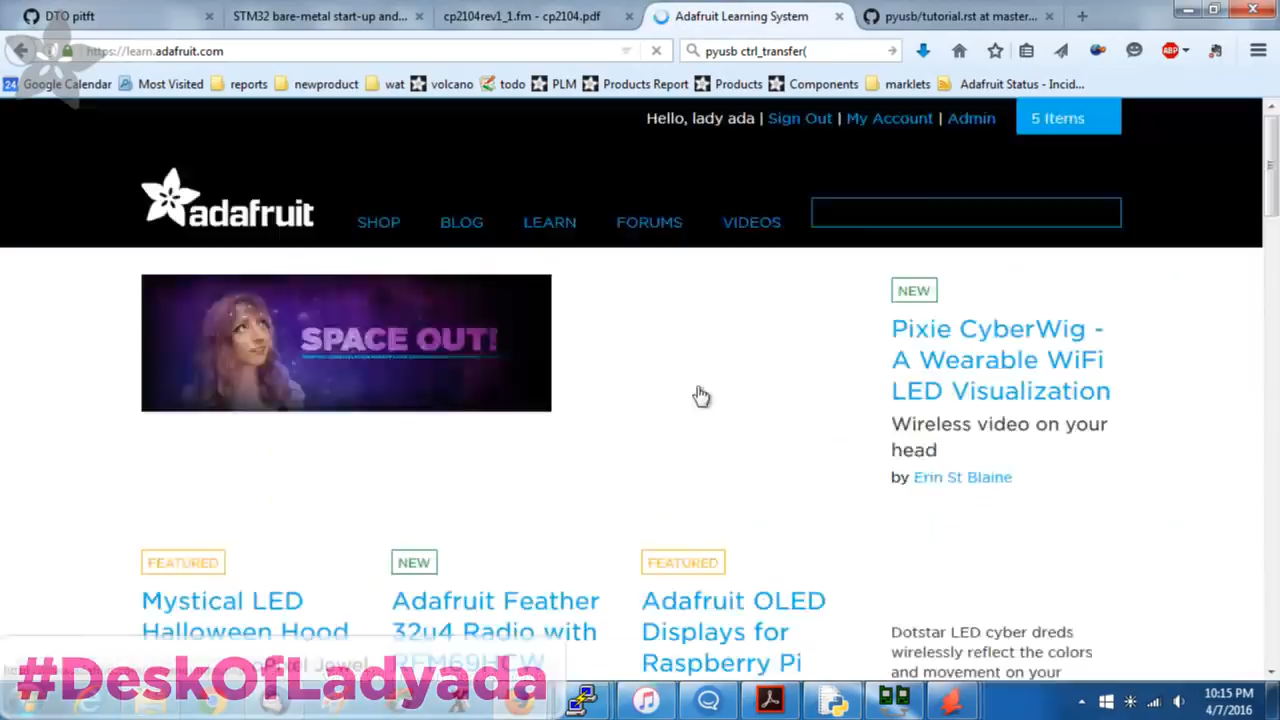 DTO pitft
STM32 bare-metal start-up and...
cp2104rev1_1.fm - cp2104.pdf
Adafruit Learning System
pyusb/tutorial.rst at master...
https://learn.adafruit.com
pyusb ctrl_transfer(
ABP
24 Google Calendar
Most Visited
reports
newproduct
wat
volcano
todo
PLM
Products Report
Products
Components
marklets
Adafruit Status - Incid...
Hello, lady ada | Sign Out | My Account | Admin
5 Items
adafruit
SHOP
BLOG
LEARN
FORUMS
VIDEOS
SPACE OUT!
NEW
Pixie CyberWig -
A Wearable WiFi
LED Visualization
Wireless video on your
head
by Erin St Blaine
FEATURED
Mystical LED
Halloween Hood
NEW
Adafruit Feather
32u4 Radio with
RFM69HCW
FEATURED
Adafruit OLED
Displays for
Raspberry Pi
Dotstar LED cyber dreds
wirelessly reflect the colors
and movement on your
Jewel
#DeskOfLadyada
10:15 PM
4/7/2016